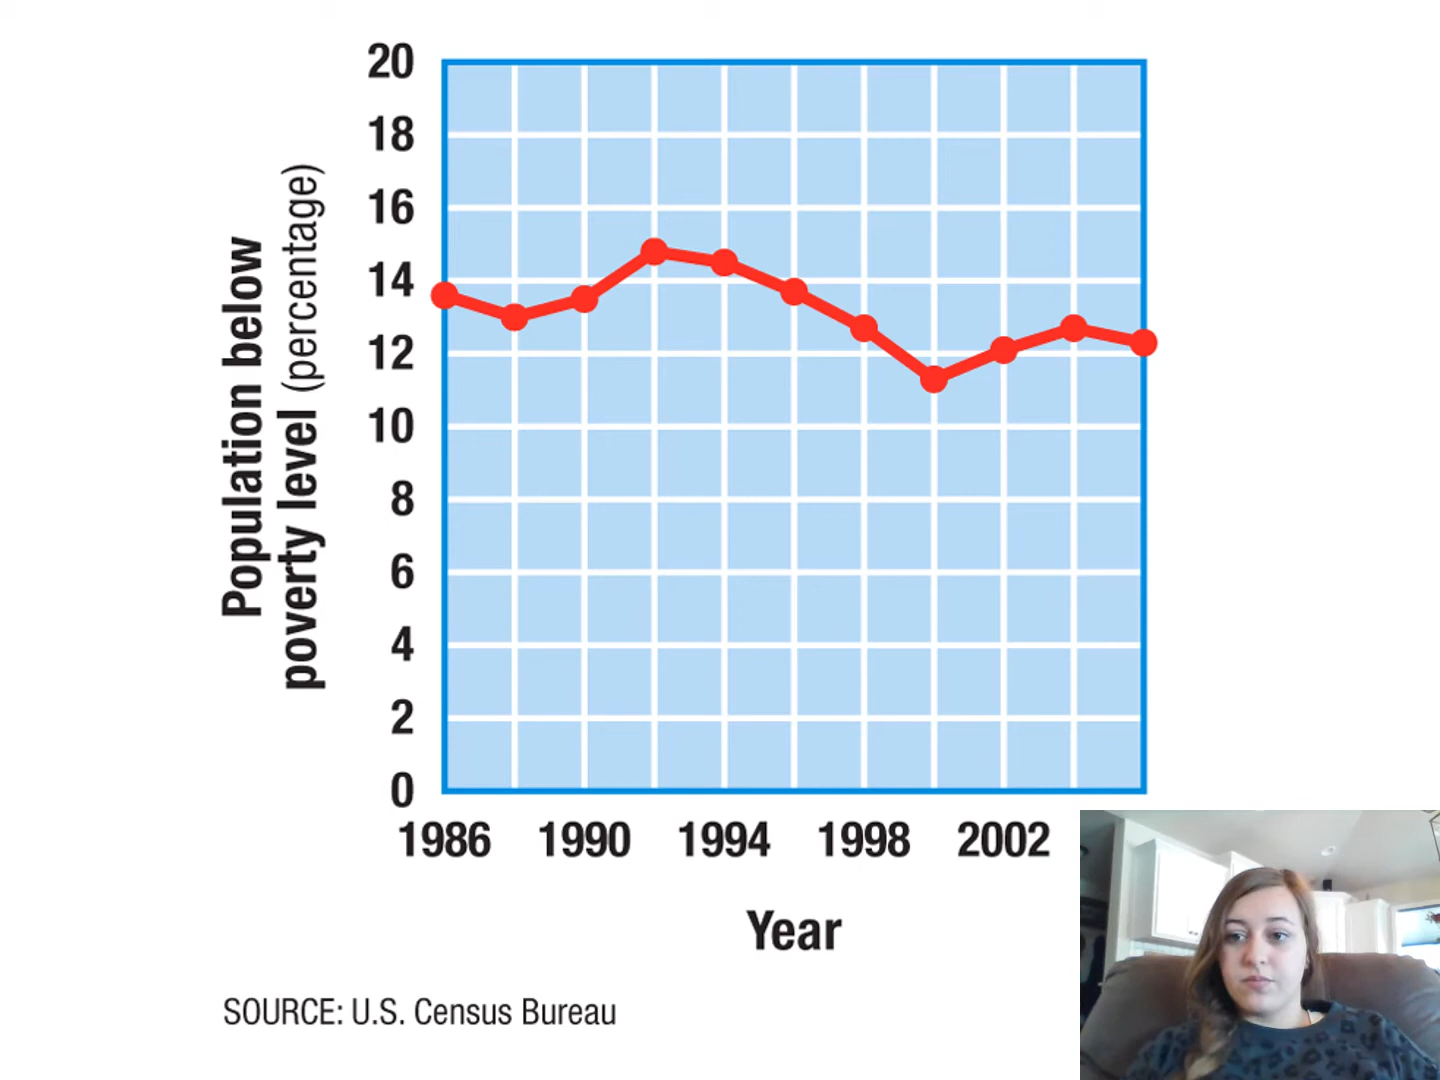 20
18
16
14
12
10
8
6
4
2
0
Population below
poverty level (percentage)
1986 1990 1994 1998 2002
Year
SOURCE: U.S. Census Bureau